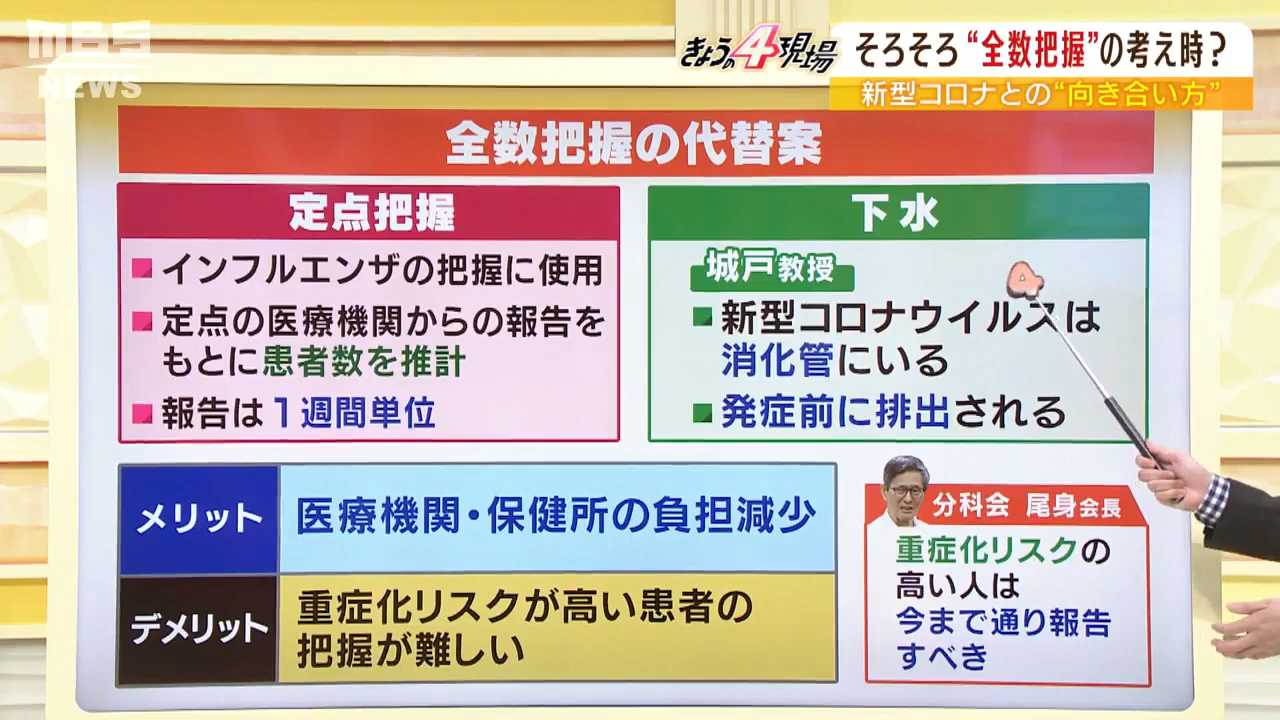 MBS
NEWS
きょうの4現場
そろそろ“全数把握”の考え時?
新型コロナとの“向き合い方”
全数把握の代替案
定点把握
インフルエンザの把握に使用
定点の医療機関からの報告を
もとに患者数を推計
報告は1週間単位
下水
城戸教授
新型コロナウイルスは
消化管にいる
発症前に排出される
4
メリット
医療機関・保健所の負担減少
デメリット
重症化リスクが高い患者の
把握が難しい
分科会 尾身会長
重症化リスクの
高い人は
今まで通り報告
すべき